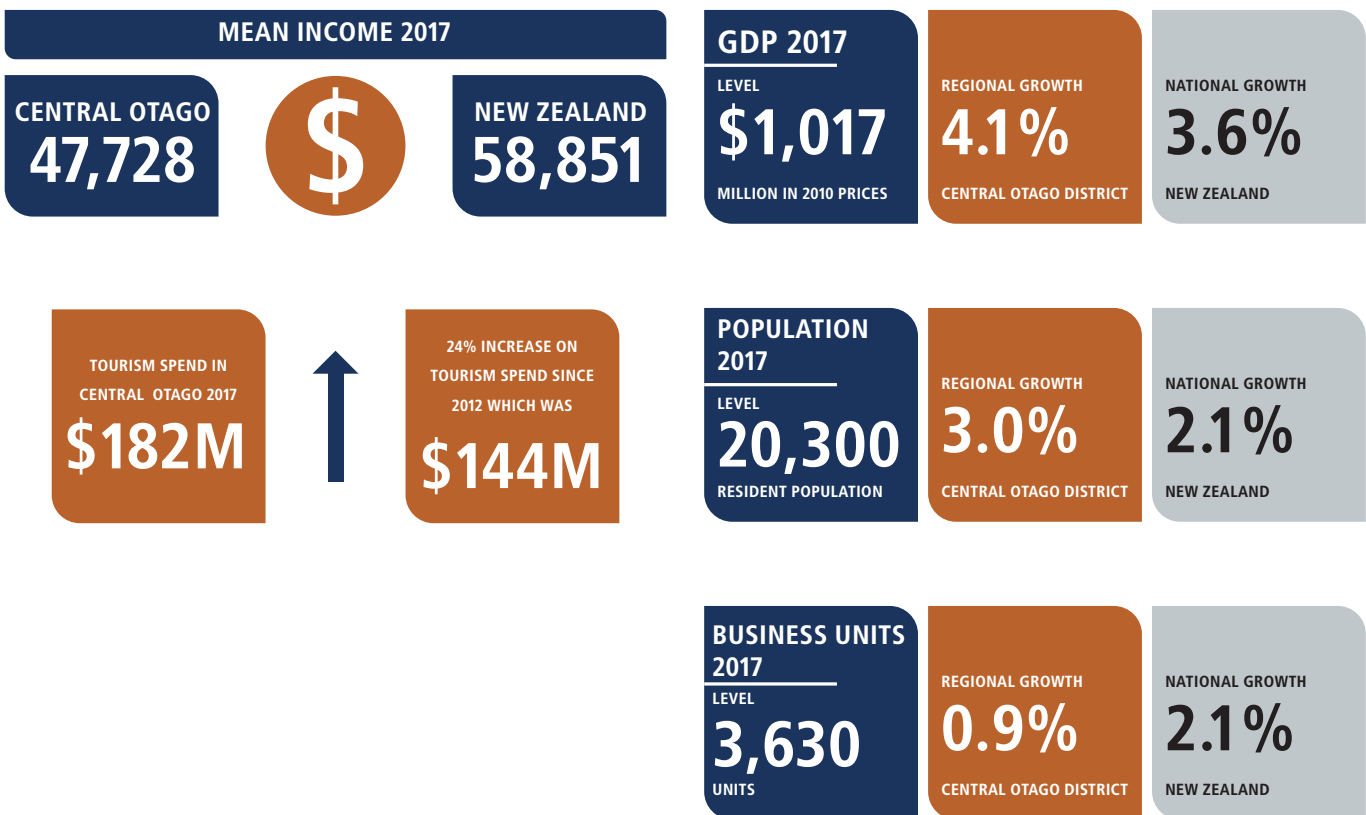 MEAN INCOME 2017
CENTRAL OTAGO
47,728
$
NEW ZEALAND
58,851
TOURISM SPEND IN
CENTRAL OTAGO 2017
$182M
24% INCREASE ON
TOURISM SPEND SINCE
2012 WHICH WAS
$144M
GDP 2017
LEVEL
$1,017
MILLION IN 2010 PRICES
REGIONAL GROWTH
4.1%
CENTRAL OTAGO DISTRICT
NATIONAL GROWTH
3.6%
NEW ZEALAND
POPULATION
2017
LEVEL
20,300
RESIDENT POPULATION
REGIONAL GROWTH
3.0%
CENTRAL OTAGO DISTRICT
NATIONAL GROWTH
2.1%
NEW ZEALAND
BUSINESS UNITS
2017
LEVEL
3,630
UNITS
REGIONAL GROWTH
0.9%
CENTRAL OTAGO DISTRICT
NATIONAL GROWTH
2.1%
NEW ZEALAND